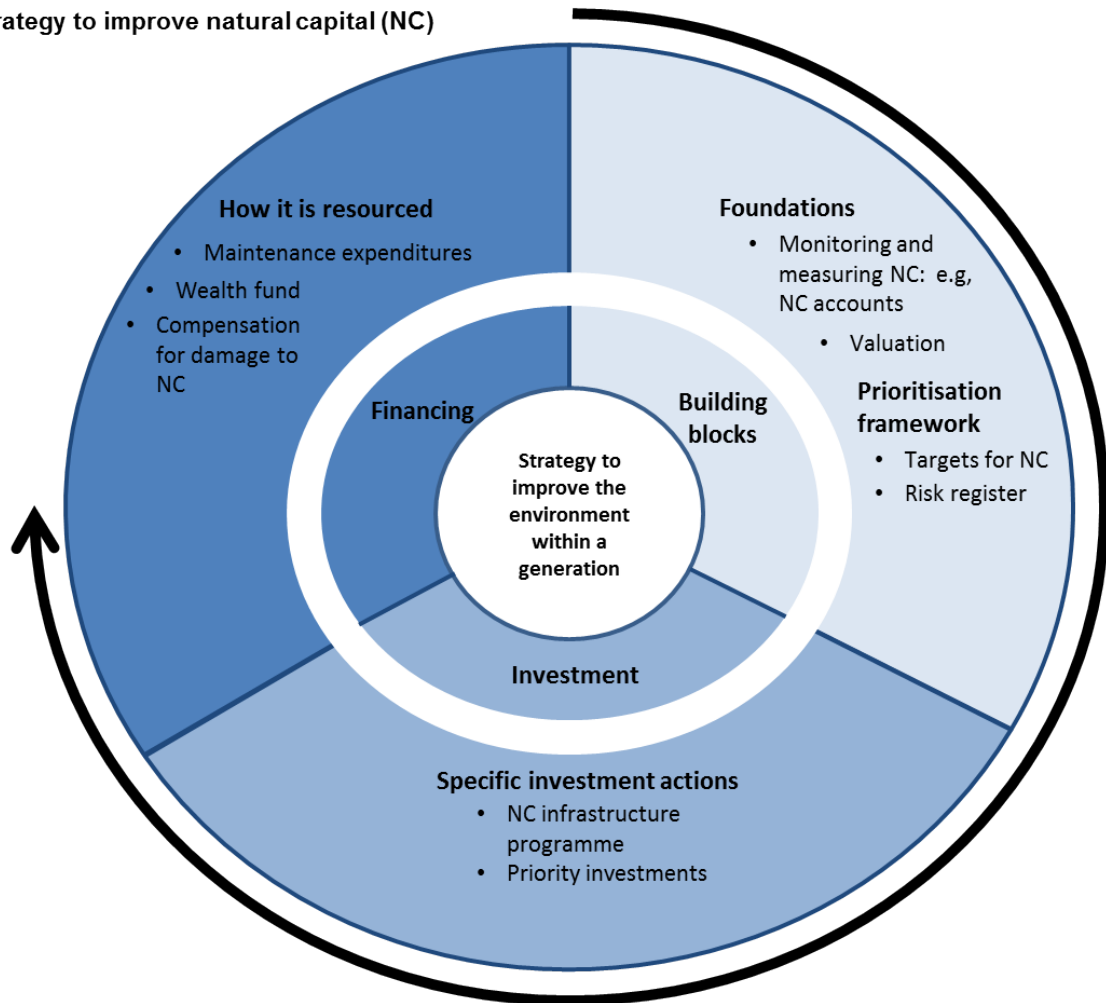 rategy to improve natural capital (NC)
How it is resourced
• Maintenance expenditures
• Wealth fund
• Compensation
for damage to
NC
Foundations
• Monitoring and
measuring NC: e.g,
NC accounts
• Valuation
Prioritisation
framework
• Targets for NC
• Risk register
Financing
Building
blocks
Strategy to
improve the
environment
within a
generation
Investment
Specific investment actions
• NC infrastructure
programme
• Priority investments